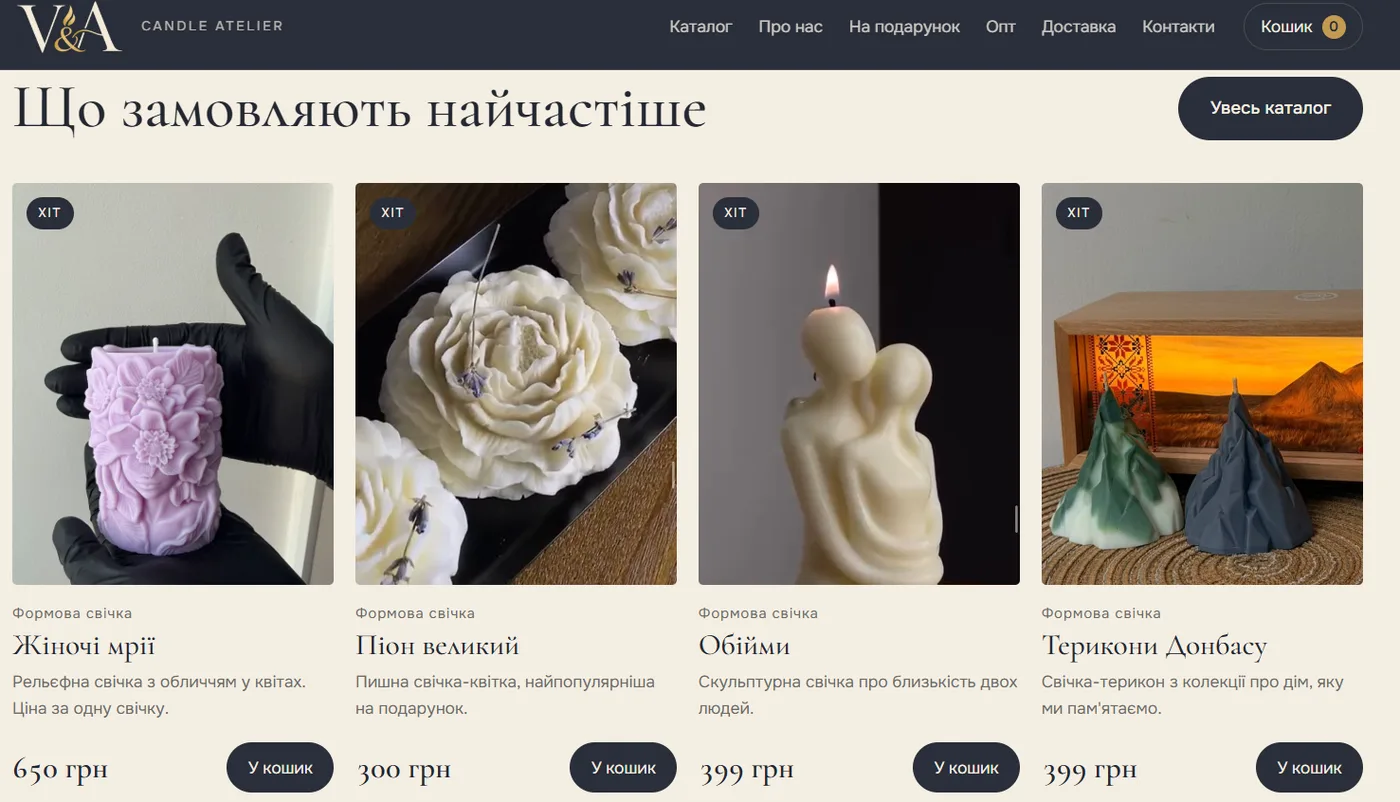 V&A
CANDLE ATELIER
Каталог
Про нас
На подарунок
Опт
Доставка
Контакти
Кошик 0
Що замовляють найчастіше
Увесь каталог
ХІТ
ХІТ
ХІТ
ХІТ
Формова свічка
Жіночі мрії
Рельєфна свічка з обличчям у квітах.
Ціна за одну свічку.
650 грн
У кошик
Формова свічка
Піон великий
Пишна свічка-квітка, найпопулярніша
на подарунок.
300 грн
У кошик
Формова свічка
Обійми
Скульптурна свічка про близькість двох
людей.
399 грн
У кошик
Формова свічка
Терикони Донбасу
Свічка-терикон з колекції про дім, яку
ми пам'ятаємо.
399 грн
У кошик